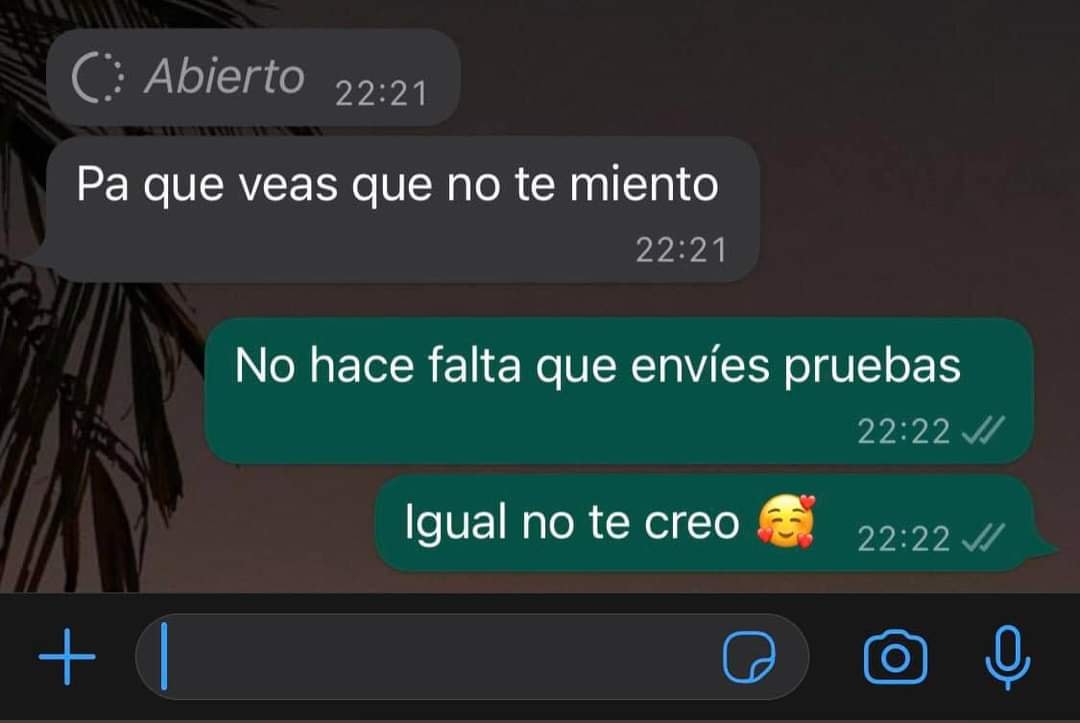 Abierto 22:21
Pa que veas que no te miento
22:21
No hace falta que envíes pruebas
22:22
Igual no te creo 🥰 22:22